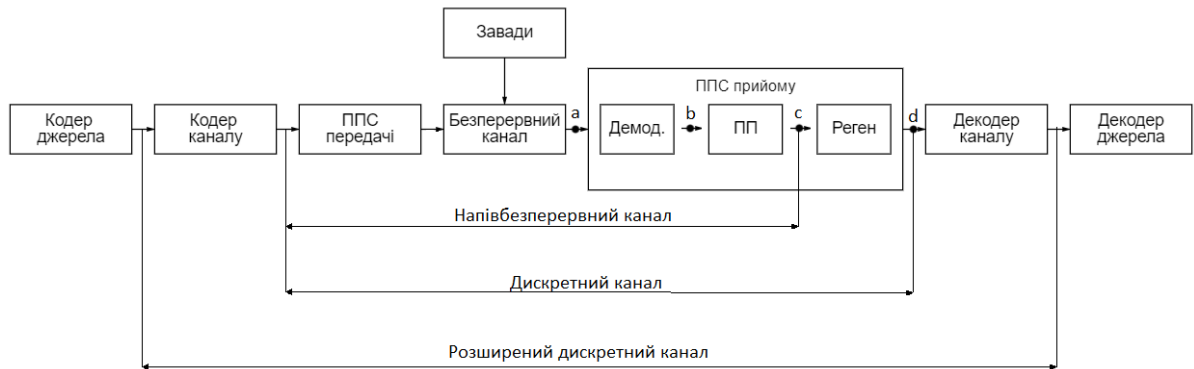 Завади
ППС прийому
Кодер
джерела
Кодер
каналу
ППС
передачі
Безперервний
канал
a
Демод.
b
ПП
c
Реген
d
Декодер
каналу
Декодер
джерела
Напівбезперервний канал
Дискретний канал
Розширений дискретний канал